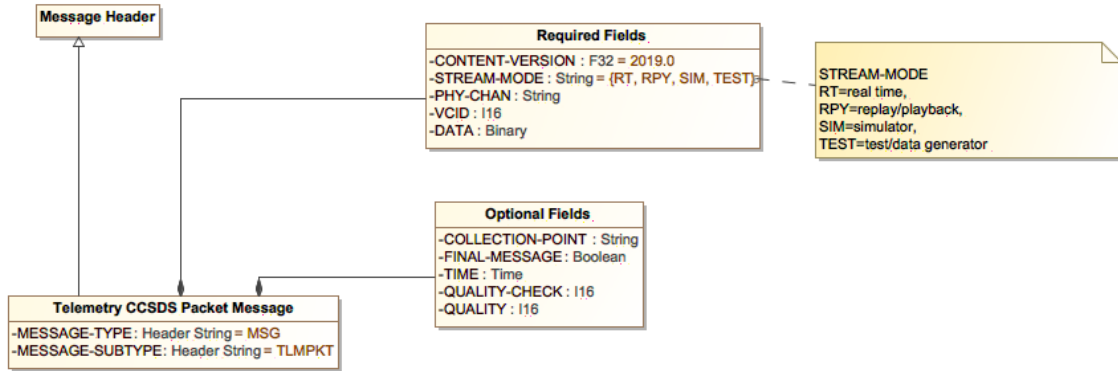 Message Header
Required Fields
-CONTENT-VERSION : F32 = 2019.0
-STREAM-MODE : String = {RT, RPY, SIM, TEST}
-PHY-CHAN : String
-VCID : I16
-DATA : Binary
STREAM-MODE
RT=real time,
RPY=replay/playback,
SIM=simulator,
TEST=test/data generator
Optional Fields
-COLLECTION-POINT : String
-FINAL-MESSAGE : Boolean
-TIME : Time
-QUALITY-CHECK : I16
-QUALITY : I16
Telemetry CCSDS Packet Message
-MESSAGE-TYPE : Header String = MSG
-MESSAGE-SUBTYPE : Header String = TLMPKT